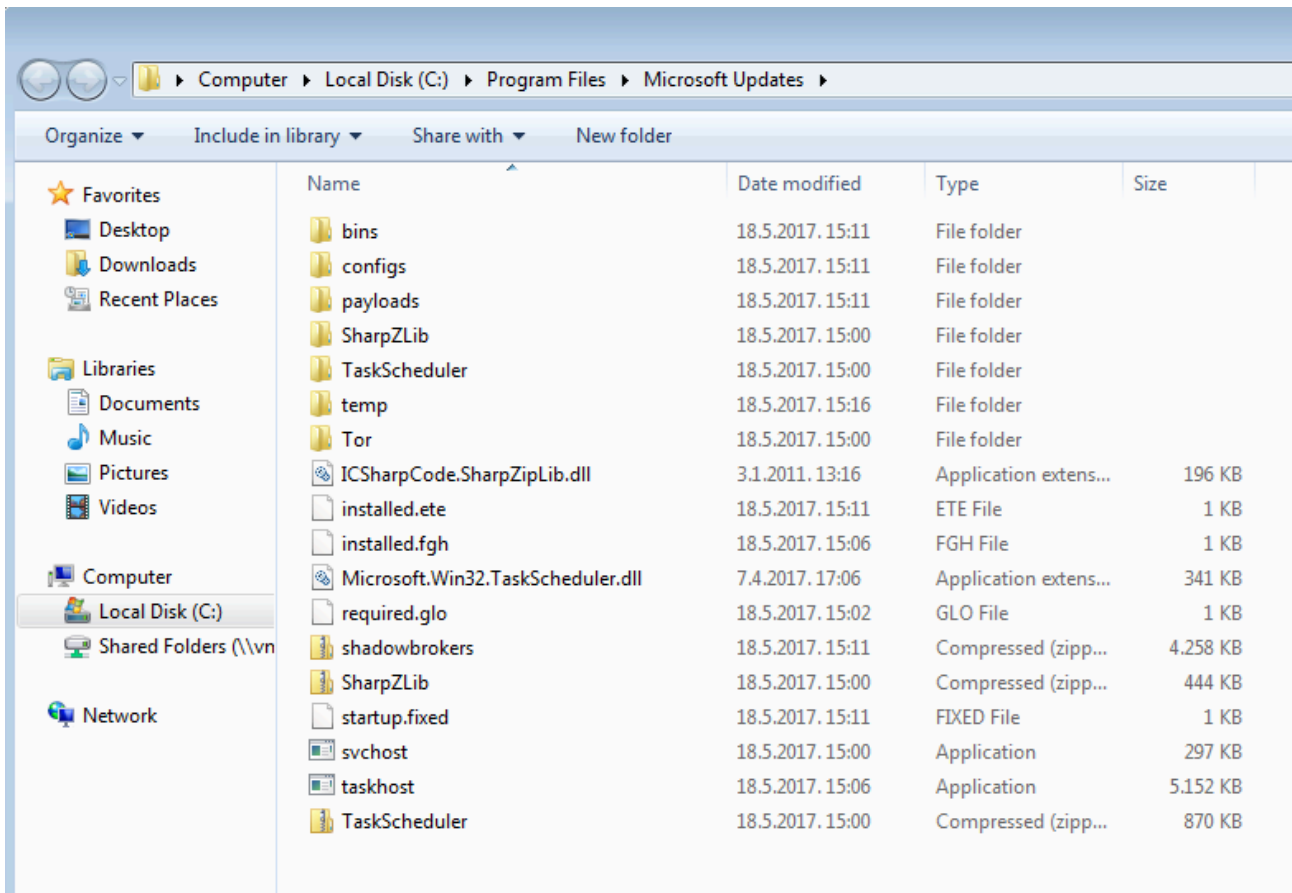 Computer Local Disk (C:) Program Files Microsoft Updates
Organize Include in library Share with New folder
Name Date modified Type Size
Favorites
Desktop
Downloads
Recent Places
Libraries
Documents
Music
Pictures
Videos
Computer
Local Disk (C:)
Shared Folders (\\vn
Network
bins 18.5.2017. 15:11 File folder
configs 18.5.2017. 15:11 File folder
payloads 18.5.2017. 15:11 File folder
SharpZLib 18.5.2017. 15:00 File folder
TaskScheduler 18.5.2017. 15:00 File folder
temp 18.5.2017. 15:16 File folder
Tor 18.5.2017. 15:00 File folder
ICSharpCode.SharpZipLib.dll 3.1.2011. 13:16 Application extens... 196 KB
installed.ete 18.5.2017. 15:11 ETE File 1 KB
installed.fgh 18.5.2017. 15:06 FGH File 1 KB
Microsoft.Win32.TaskScheduler.dll 7.4.2017. 17:06 Application extens... 341 KB
required.glo 18.5.2017. 15:02 GLO File 1 KB
shadowbrokers 18.5.2017. 15:11 Compressed (zipp... 4.258 KB
SharpZLib 18.5.2017. 15:00 Compressed (zipp... 444 KB
startup.fixed 18.5.2017. 15:11 FIXED File 1 KB
svchost 18.5.2017. 15:00 Application 297 KB
taskhost 18.5.2017. 15:06 Application 5.152 KB
TaskScheduler 18.5.2017. 15:00 Compressed (zipp... 870 KB